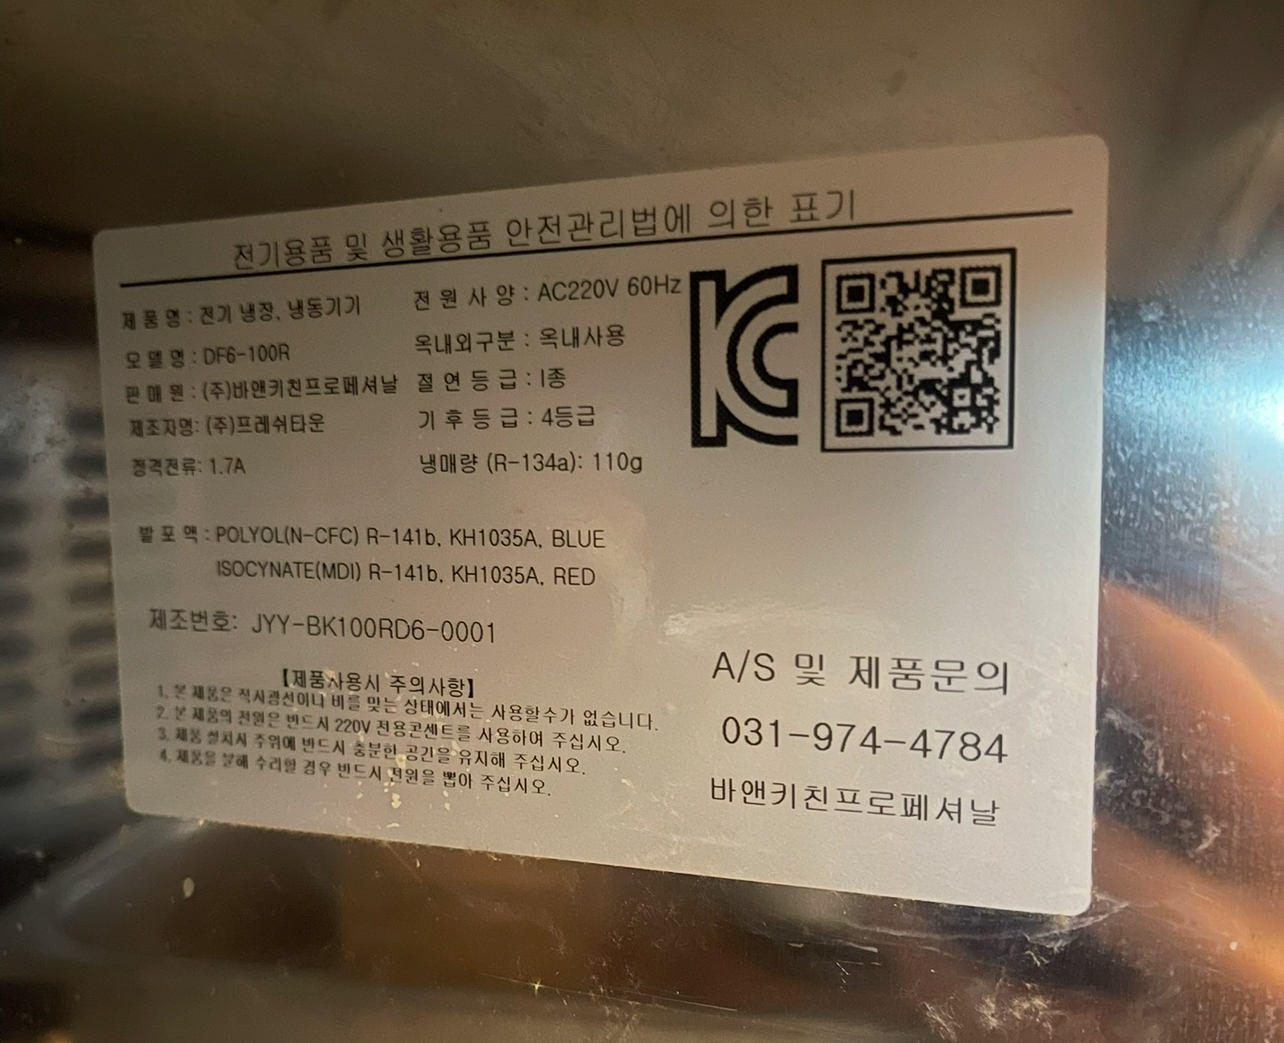 전기용품 및 생활용품 안전관리법에 의한 표기
제 품 명 : 전기 냉장, 냉동기기
전 원 사 양 : AC220V 60Hz
모 델 명 : DF6-100R
옥내외구분 : 옥내사용
판 매 원 : (주)바앤키친프로페셔날
절 연 등 급 : I종
제조자명: (주)프레쉬타운
기 후 등 급 : 4등급
정격전류: 1.7A
냉매량 (R-134a): 110g
발 포 액 : POLYOL(N-CFC) R-141b, KH1035A, BLUE
ISOCYNATE(MDI) R-141b, KH1035A, RED
제조번호: JYY-BK100RD6-0001
【제품사용시 주의사항】
1. 본 제품은 직사광선이나 비를 맞는 상태에서는 사용할수가 없습니다.
2. 본 제품의 전원은 반드시 220V 전용콘센트를 사용하여 주십시오.
3. 제품 설치시 주위에 반드시 충분한 공간을 유지해 주십시오.
4. 제품을 분해 수리할 경우 반드시 전원을 뽑아 주십시오.
A/S 및 제품문의
031-974-4784
바앤키친프로페셔날